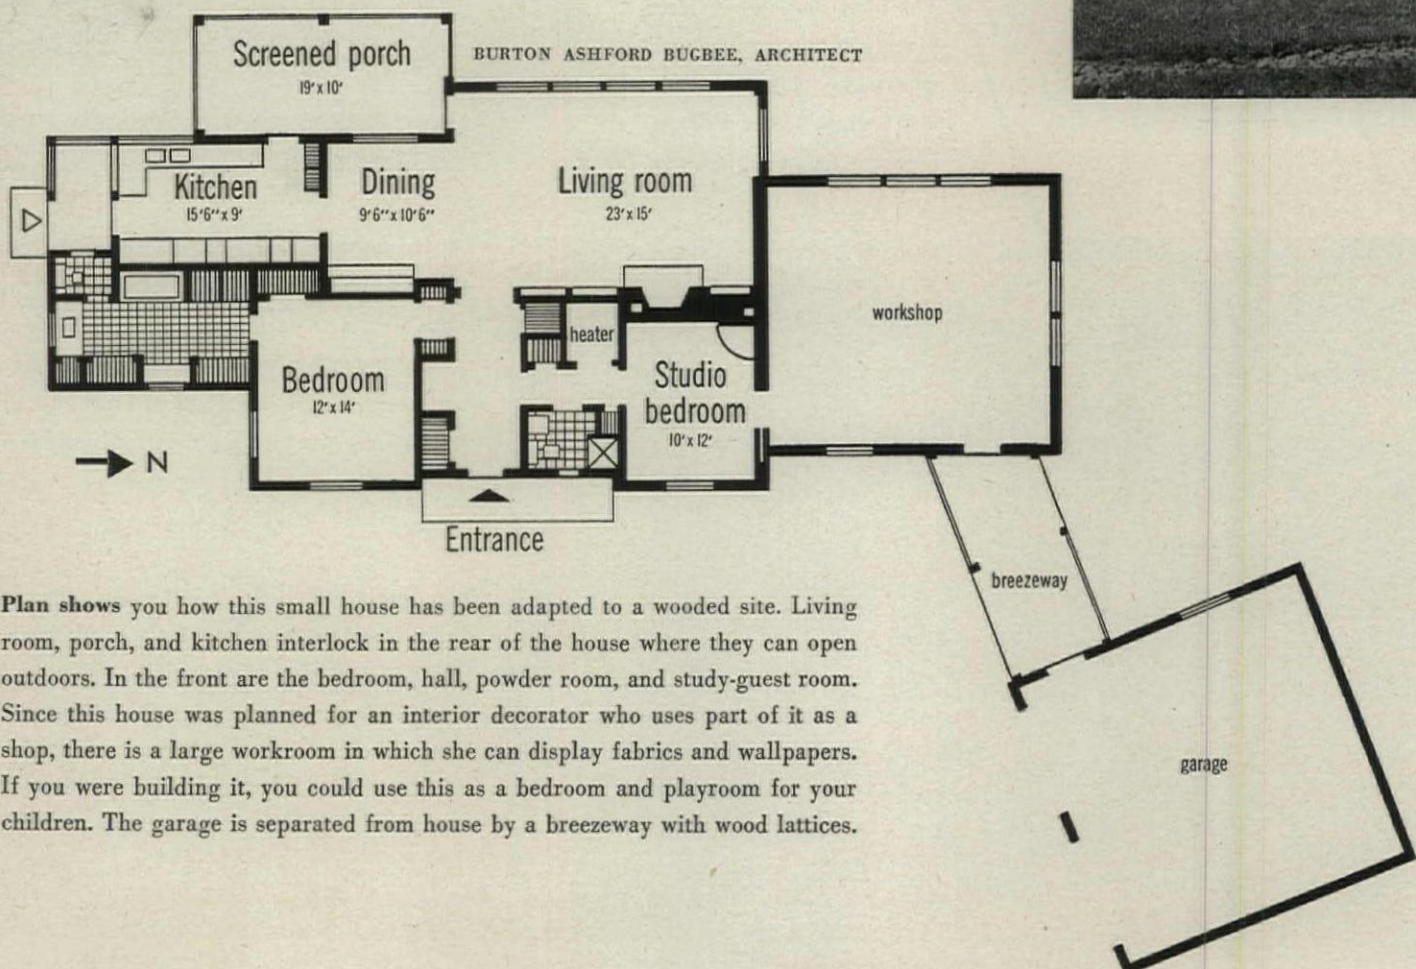 Screened porch
19' x 10'
BURTON ASHFORD BUGBEE, ARCHITECT
Kitchen
15'6'' x 9'
Dining
9'6'' x 10'6''
Living room
23' x 15'
workshop
heater
Bedroom
12' x 14'
Studio
bedroom
10' x 12'
N
Entrance
breezeway
garage
Plan shows you how this small house has been adapted to a wooded site. Living
room, porch, and kitchen interlock in the rear of the house where they can open
outdoors. In the front are the bedroom, hall, powder room, and study-guest room.
Since this house was planned for an interior decorator who uses part of it as a
shop, there is a large workroom in which she can display fabrics and wallpapers.
If you were building it, you could use this as a bedroom and playroom for your
children. The garage is separated from house by a breezeway with wood lattices.